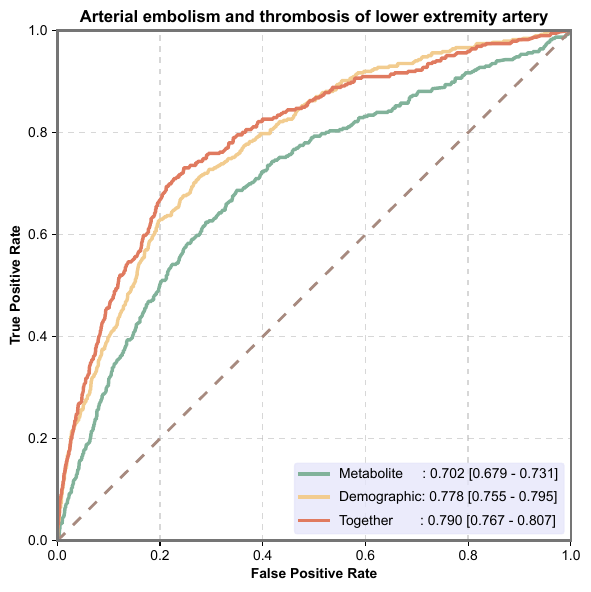 Arterial embolism and thrombosis of lower extremity artery
1.0
0.8
0.6
0.4
0.2
0.0
True Positive Rate
Metabolite : 0.702 [0.679 - 0.731]
Demographic: 0.778 [0.755 - 0.795]
Together : 0.790 [0.767 - 0.807]
0.0 0.2 0.4 0.6 0.8 1.0
False Positive Rate